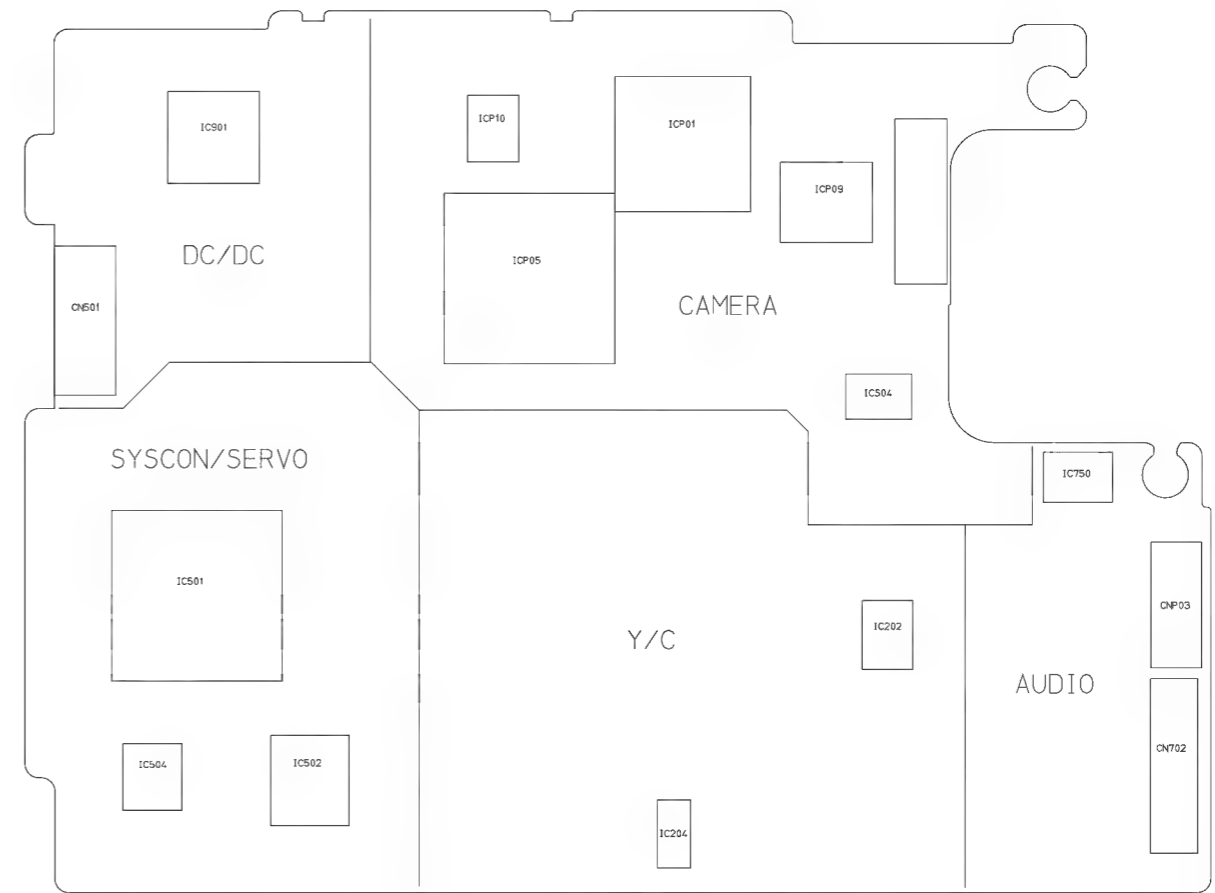 IC901
ICP10
ICP01
ICP09
DC/DC
ICP05
CN501
CAMERA
IC504
SYSCON/SERVO
IC750
IC501
CNP03
IC202
Y/C
AUDIO
IC504
IC502
CN702
IC204